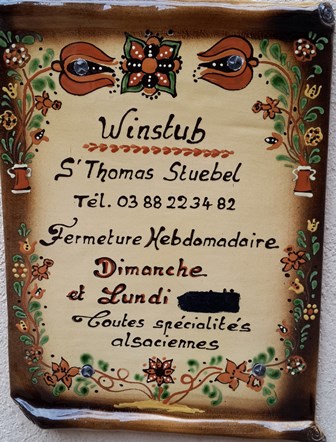 Winstub
S' Thomas Stuebel
Tél. 03 88 22 34 82
Fermeture Hebdomadaire
Dimanche
et Lundi
Toutes spécialités
alsaciennes